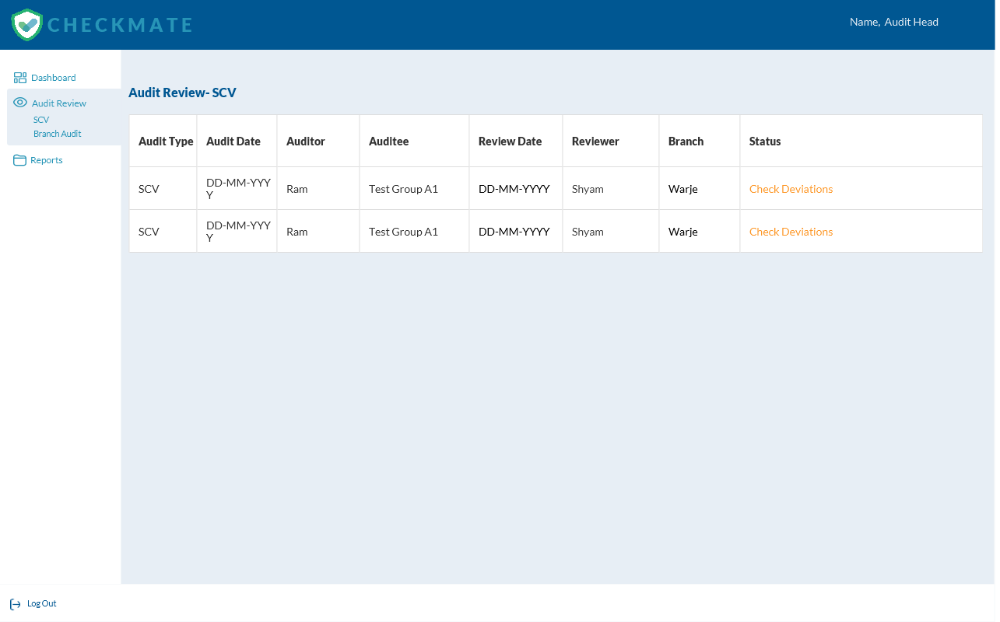 CHECKMATE
Name, Audit Head
Dashboard
Audit Review
SCV
Branch Audit
Reports
Audit Review- SCV
Audit Type Audit Date Auditor Auditee Review Date Reviewer Branch Status
SCV DD-MM-YYY
Y Ram Test Group A1 DD-MM-YYYY Shyam Warje Check Deviations
SCV DD-MM-YYY
Y Ram Test Group A1 DD-MM-YYYY Shyam Warje Check Deviations
Log Out